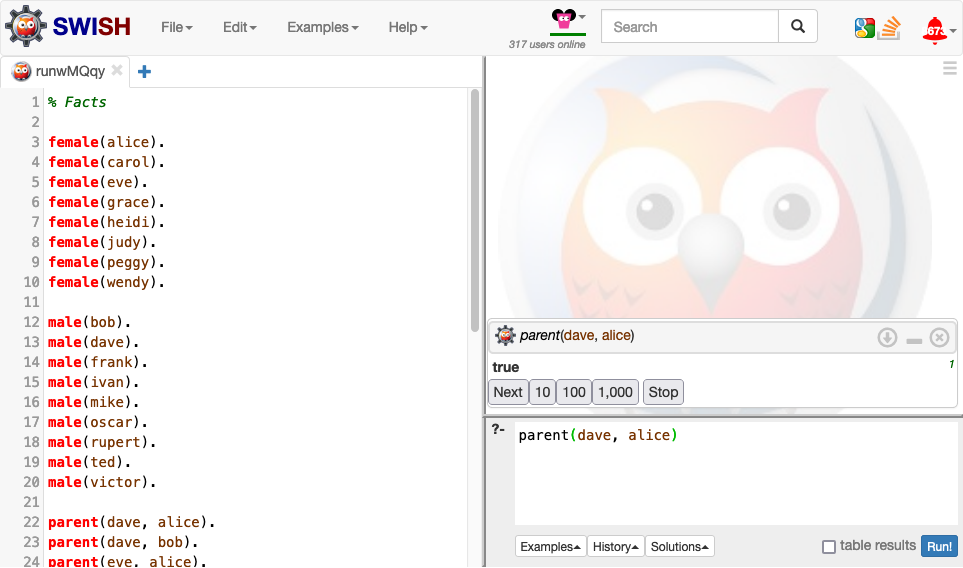 SWISH File Edit Examples Help 317 users online Search 673
runwMQqy
1 % Facts
2
3 female(alice).
4 female(carol).
5 female(eve).
6 female(grace).
7 female(heidi).
8 female(judy).
9 female(peggy).
10 female(wendy).
11
12 male(bob).
13 male(dave).
14 male(frank).
15 male(ivan).
16 male(mike).
17 male(oscar).
18 male(rupert).
19 male(ted).
20 male(victor).
21
22 parent(dave, alice).
23 parent(dave, bob).
24 parent(eve, alice).
parent(dave, alice)
true 1
Next 10 100 1,000 Stop
?- parent(dave, alice)
Examples History Solutions table results Run!